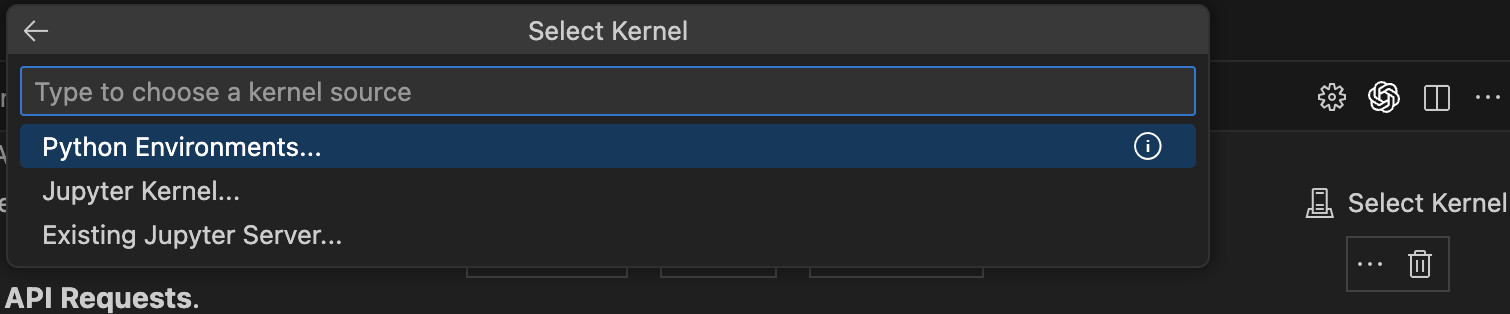 Select Kernel
Type to choose a kernel source
Python Environments...
Jupyter Kernel...
Existing Jupyter Server...
Select Kernel
API Requests.